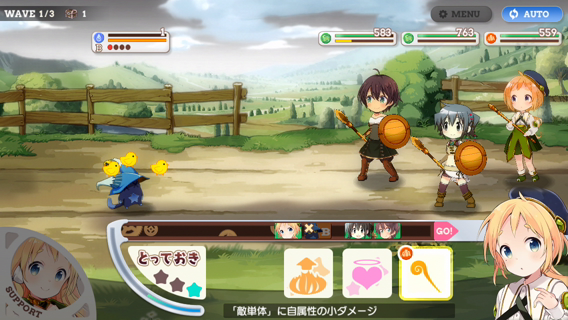 WAVE 1/3 1
MENU
AUTO
1
B
583
763
559
B
GO!
とっておき
SUPPORT
「敵単体」に自属性の小ダメージ